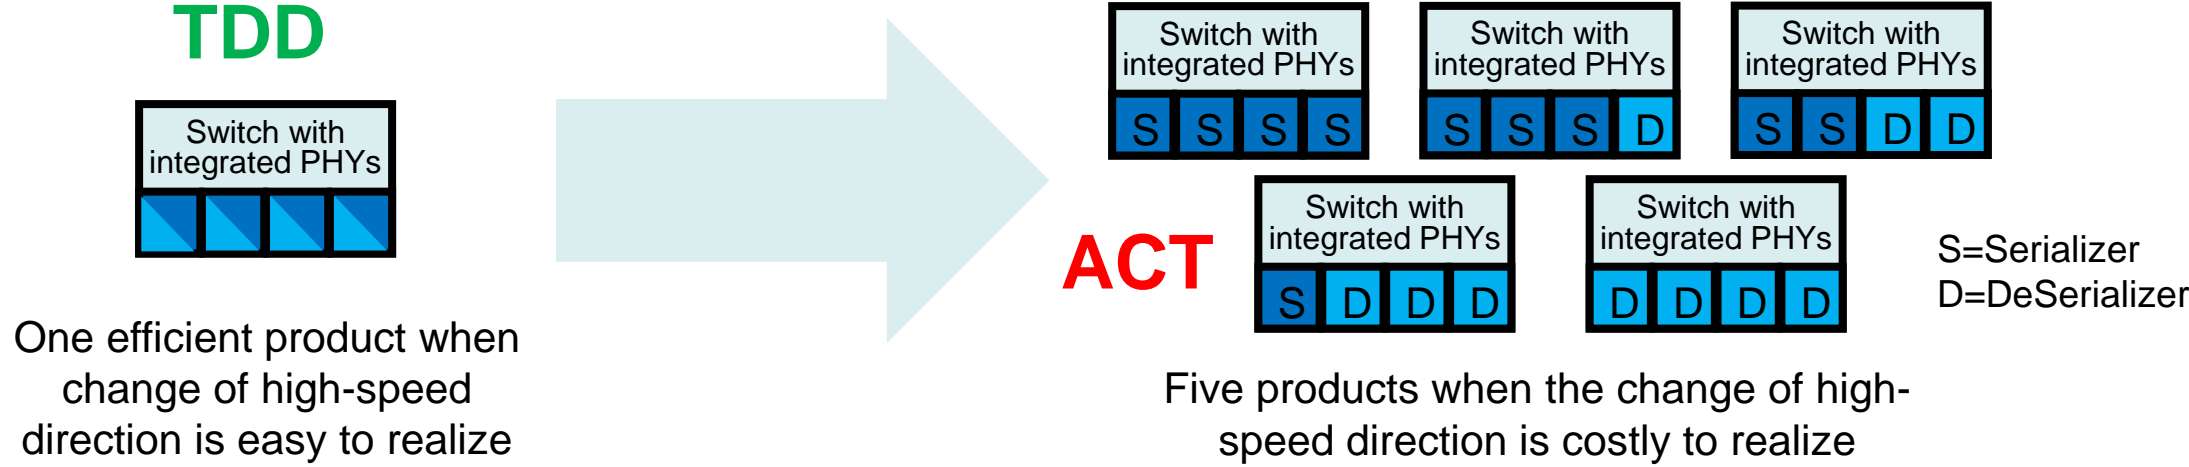 TDD
Switch with
integrated PHYs
One efficient product when
change of high-speed
direction is easy to realize
Switch with
integrated PHYs
S S S S
Switch with
integrated PHYs
S S S D
Switch with
integrated PHYs
S S D D
ACT
Switch with
integrated PHYs
S D D D
Switch with
integrated PHYs
D D D D
S=Serializer
D=DeSerializer
Five products when the change of high-
speed direction is costly to realize